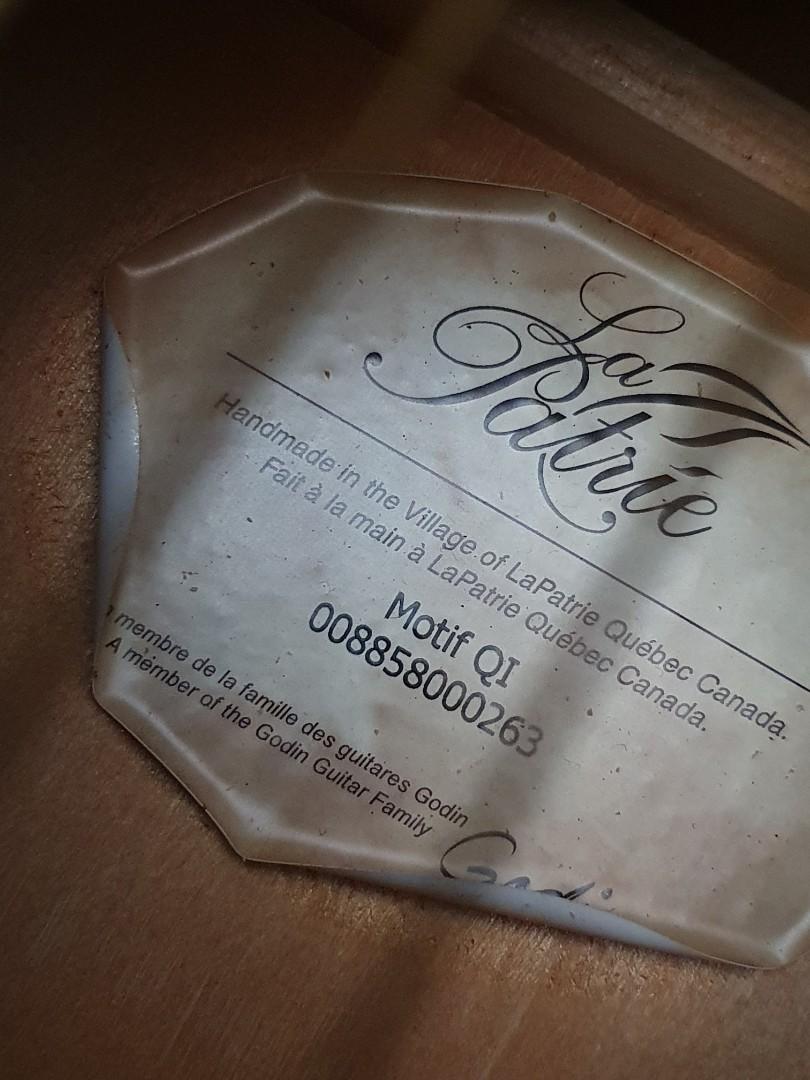 La
Patrie
Handmade in the Village of LaPatrie Québec Canada.
Fait à la main à LaPatrie Québec Canada.
Motif QI
008858000263
membre de la famille des guitares Godin
A member of the Godin Guitar Family
Godin